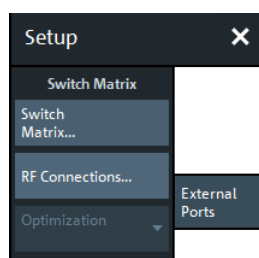 Setup
Switch Matrix
Switch
Matrix...
RF Connections...
External
Ports
Optimization